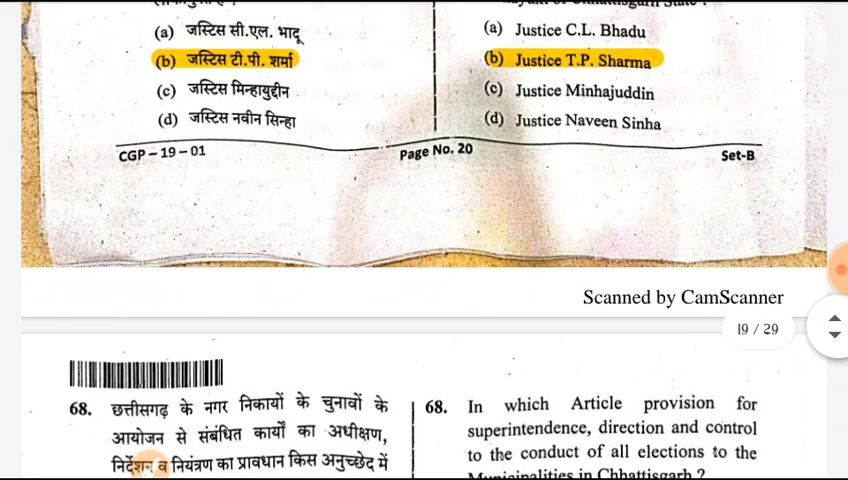 (a) जस्टिस सी.एल. भादू
(b) जस्टिस टी.पी. शर्मा
(c) जस्टिस मिन्हाजुद्दीन
(d) जस्टिस नवीन सिन्हा
(a) Justice C.L. Bhadu
(b) Justice T.P. Sharma
(c) Justice Minhajuddin
(d) Justice Naveen Sinha
CGP – 19 – 01 Page No. 20 Set-B
Scanned by CamScanner
19 / 29
68. छत्तीसगढ़ के नगर निकायों के चुनावों के
आयोजन से संबंधित कार्यों का अधीक्षण,
निर्देशन व नियंत्रण का प्रावधान किस अनुच्छेद में
68. In which Article provision for
superintendence, direction and control
to the conduct of all elections to the
Municipalities in Chhattisgarh ?